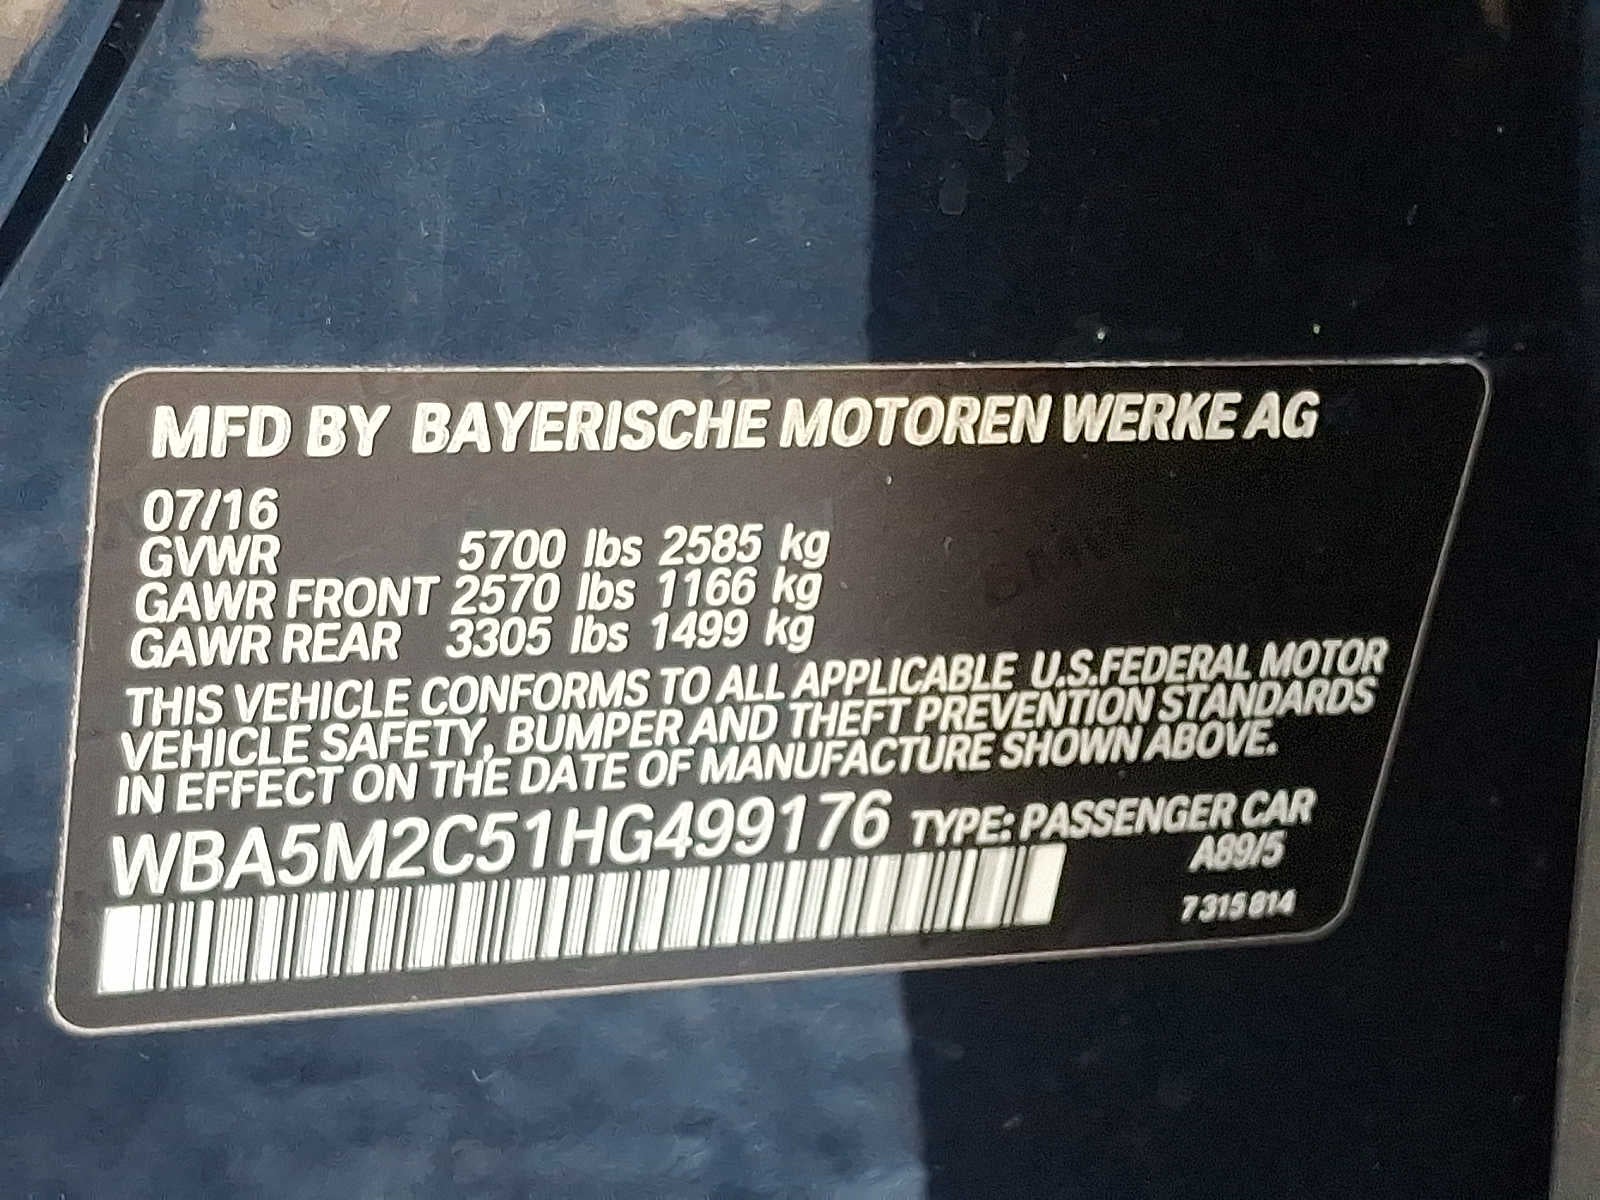 MFD BY BAYERISCHE MOTOREN WERKE AG
07/16
GVWR 5700 lbs 2585 kg
GAWR FRONT 2570 lbs 1166 kg
GAWR REAR 3305 lbs 1499 kg
THIS VEHICLE CONFORMS TO ALL APPLICABLE U.S.FEDERAL MOTOR
VEHICLE SAFETY, BUMPER AND THEFT PREVENTION STANDARDS
IN EFFECT ON THE DATE OF MANUFACTURE SHOWN ABOVE.
WBA5M2C51HG499176 TYPE: PASSENGER CAR
A89/5
7 315 814